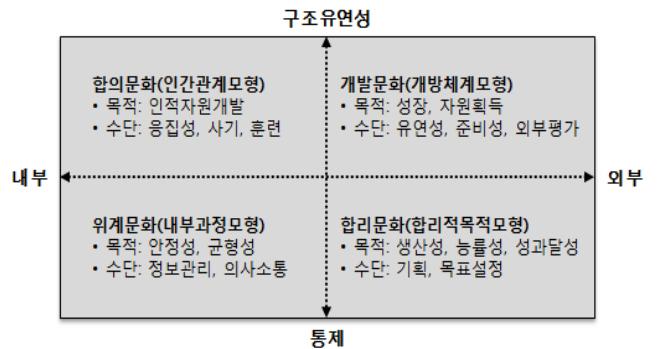 구조유연성
합의문화(인간관계모형)
• 목적: 인적자원개발
• 수단: 응집성, 사기, 훈련
개발문화(개방체계모형)
• 목적: 성장, 자원획득
• 수단: 유연성, 준비성, 외부평가
내부
외부
위계문화(내부과정모형)
• 목적: 안정성, 균형성
• 수단: 정보관리, 의사소통
합리문화(합리적목적모형)
• 목적: 생산성, 능률성, 성과달성
• 수단: 기획, 목표설정
통제